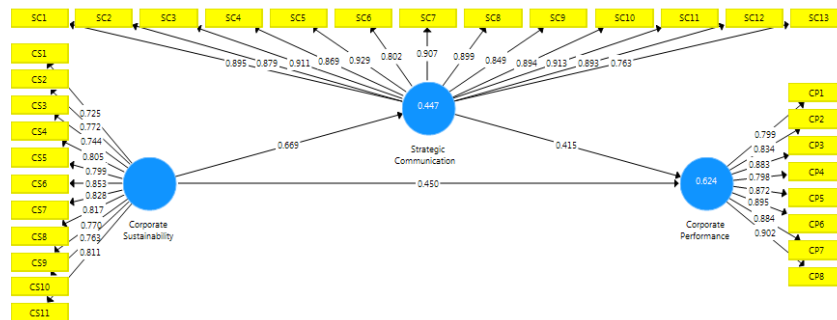 SC1 SC2 SC3 SC4 SC5 SC6 SC7 SC8 SC9 SC10 SC11 SC12 SC13
0.895 0.879 0.911 0.869 0.929 0.802 0.907 0.899 0.849 0.894 0.913 0.893 0.763
0.447
Strategic
Communication
CS1
CS2
CS3
CS4
CS5
CS6
CS7
CS8
CS9
CS10
CS11
0.725
0.772
0.744
0.805
0.799
0.853
0.828
0.817
0.770
0.763
0.811
Corporate
Sustainability
0.669
0.415
0.450
0.624
Corporate
Performance
0.799
0.834
0.883
0.798
0.872
0.895
0.884
0.902
CP1
CP2
CP3
CP4
CP5
CP6
CP7
CP8